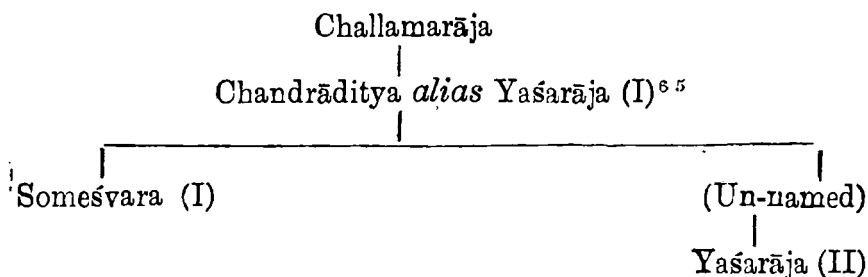 Challamarāja
Chandrāditya alias Yaśarāja (I)⁶⁵
Someśvara (I) (Un-named)
Yaśarāja (II)